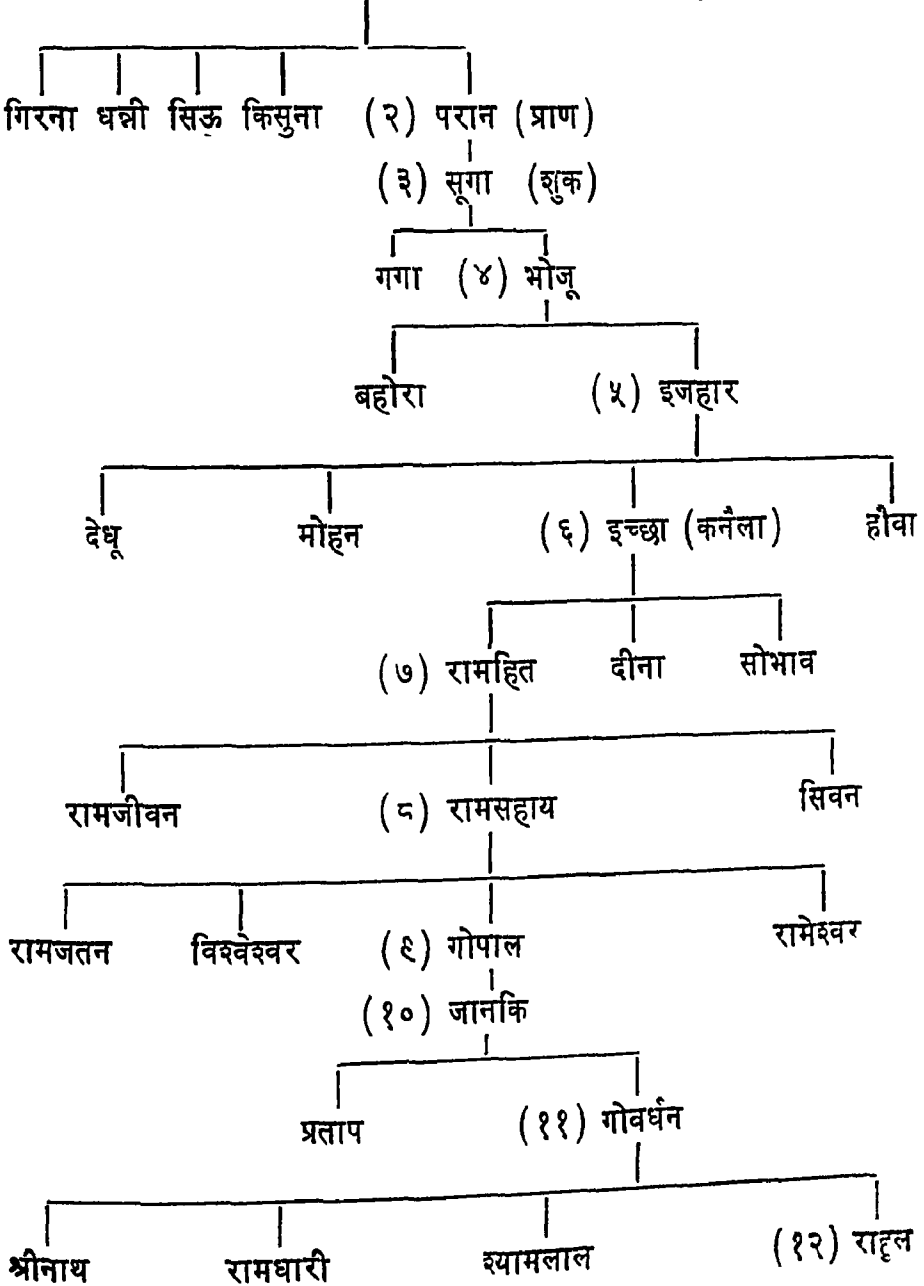 गिरना धन्नी सिऊ किसुना (२) परान (प्राण)
(३) सूगा (शुक)
गगा (४) भोजू
बहोरा (५) इजहार
देधू मोहन (६) इच्छा (कनैला) हौवा
(७) रामहित दीना सोभाव
रामजीवन (८) रामसहाय सिवन
रामजतन विश्वेश्वर (९) गोपाल रामेश्वर
(१०) जानकि
प्रताप (११) गोवर्धन
श्रीनाथ रामधारी श्यामलाल (१२) राहुल